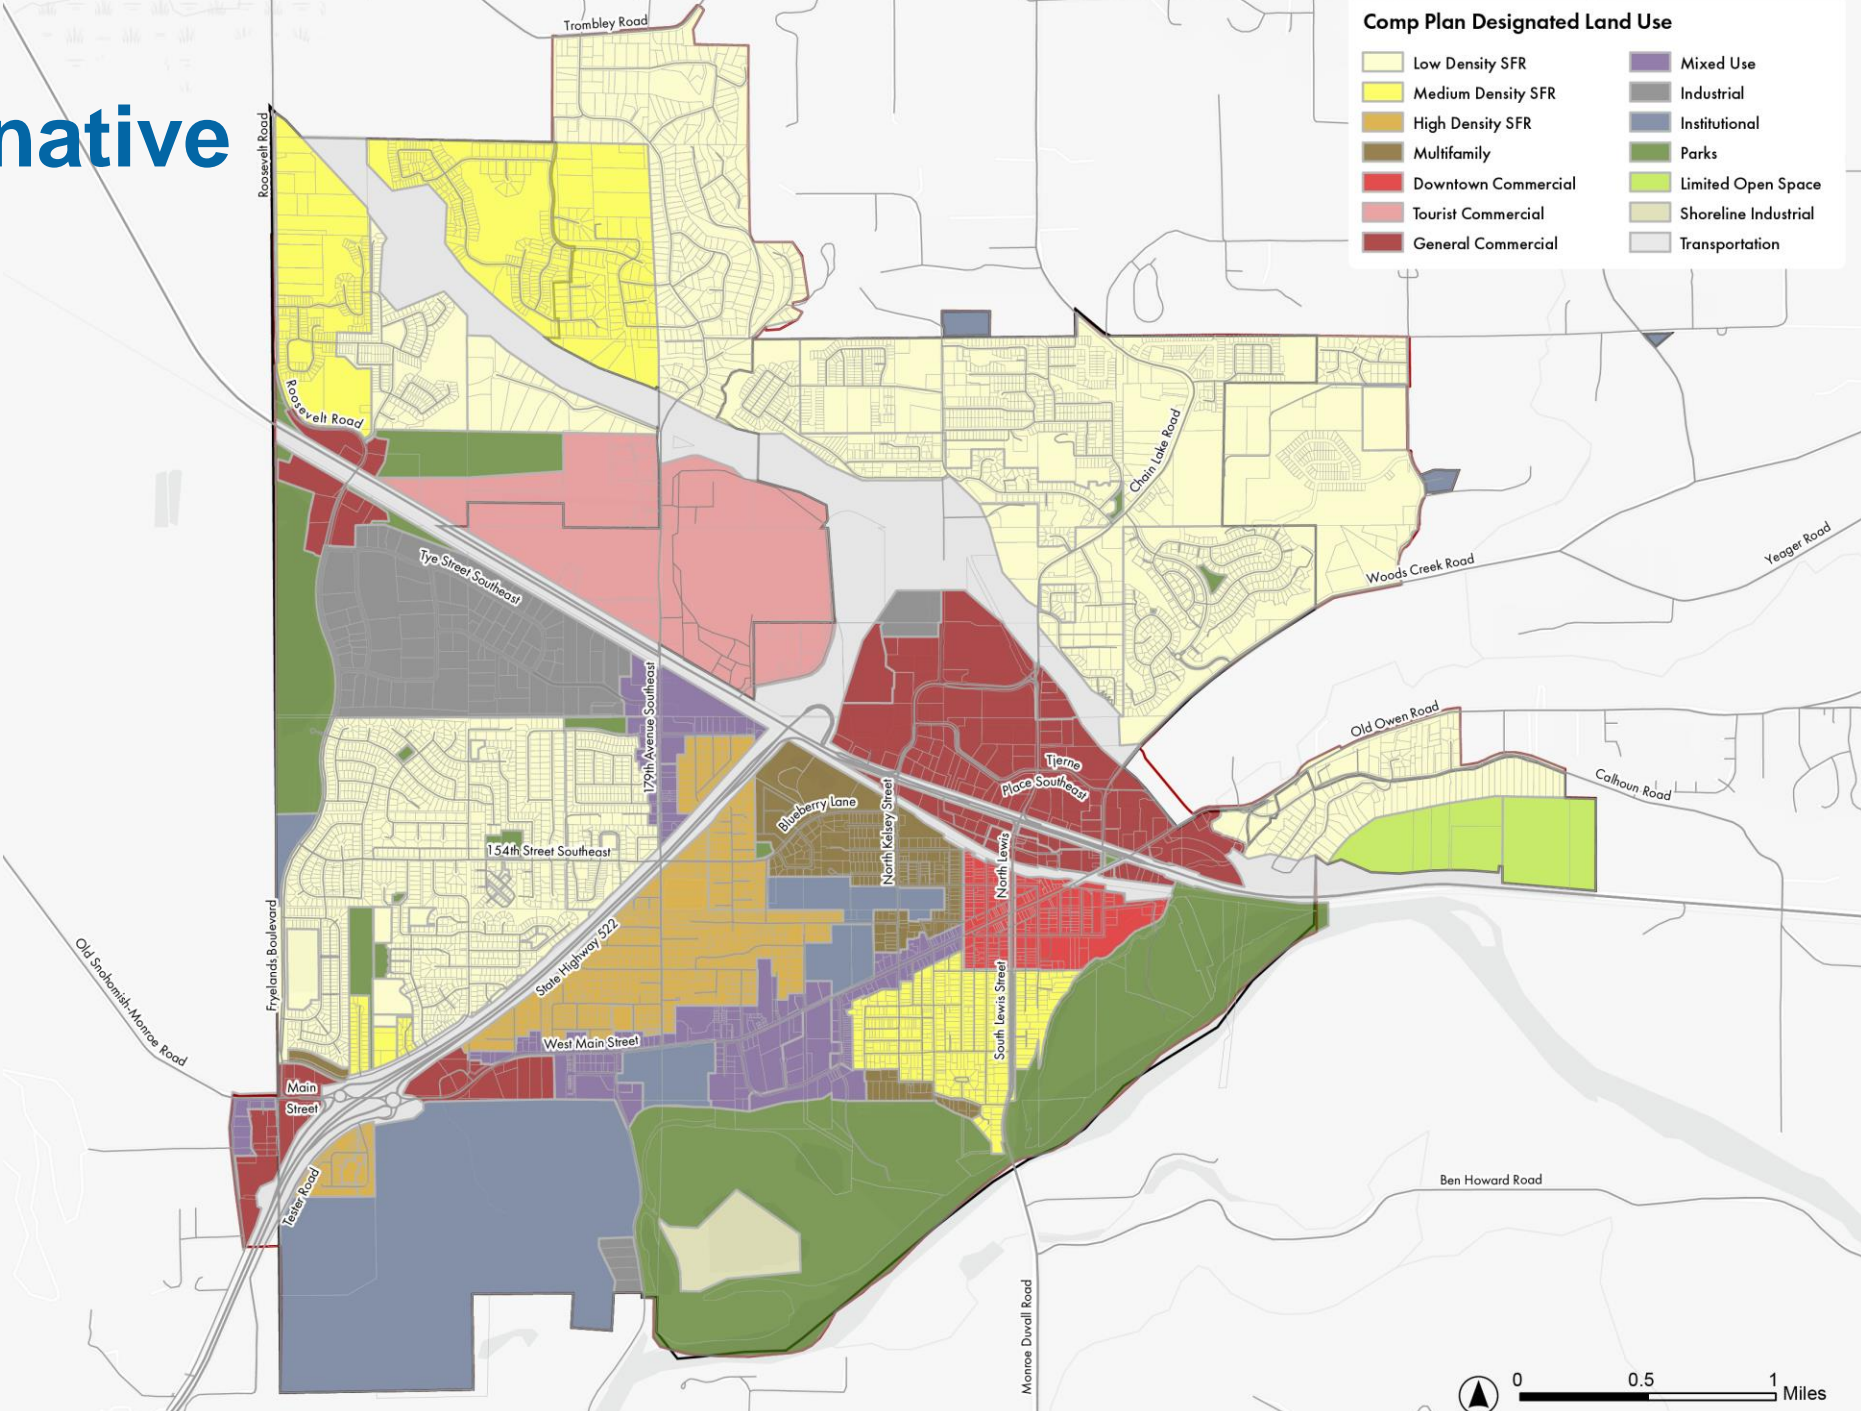 native
Comp Plan Designated Land Use
Low Density SFR
Medium Density SFR
High Density SFR
Multifamily
Downtown Commercial
Tourist Commercial
General Commercial
Mixed Use
Industrial
Institutional
Parks
Limited Open Space
Shoreline Industrial
Transportation
Trombley Road
Roosevelt Road
Roosevelt Road
Chain Lake Road
Tye Street Southeast
Woods Creek Road
Yeager Road
179th Avenue Southeast
Old Owen Road
Calhoun Road
Tjerne
Place Southeast
Blueberry Lane
North Kelsey Street
North Lewis
154th Street Southeast
State Highway 522
Fryelands Boulevard
Old Snohomish-Monroe Road
South Lewis Street
West Main Street
Main
Street
Tester Road
Ben Howard Road
Monroe Duvall Road
0 0.5 1
Miles